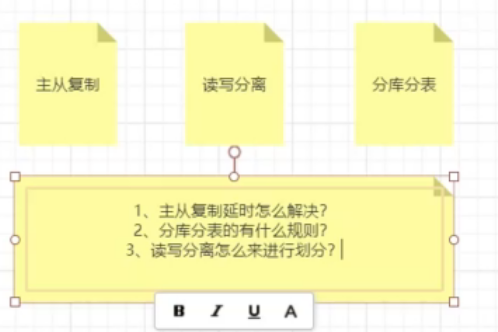 主从复制
读写分离
分库分表
1、主从复制延时怎么解决?
2、分库分表的有什么规则?
3、读写分离怎么来进行划分?
B I U A